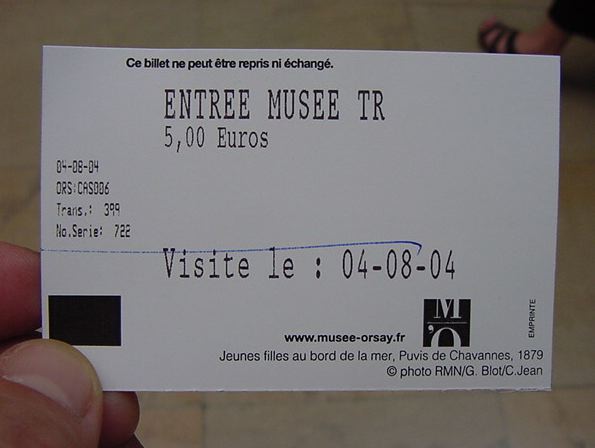 Ce billet ne peut être repris ni échangé.
ENTREE MUSEE TR
5,00 Euros
04-08-04
ORS:CAS006
Trans.: 399
No.Serie: 722
Visite le : 04-08-04
M'O
www.musee-orsay.fr
EMPRINTE
Jeunes filles au bord de la mer, Puvis de Chavannes, 1879
© photo RMN/G. Blot/C.Jean